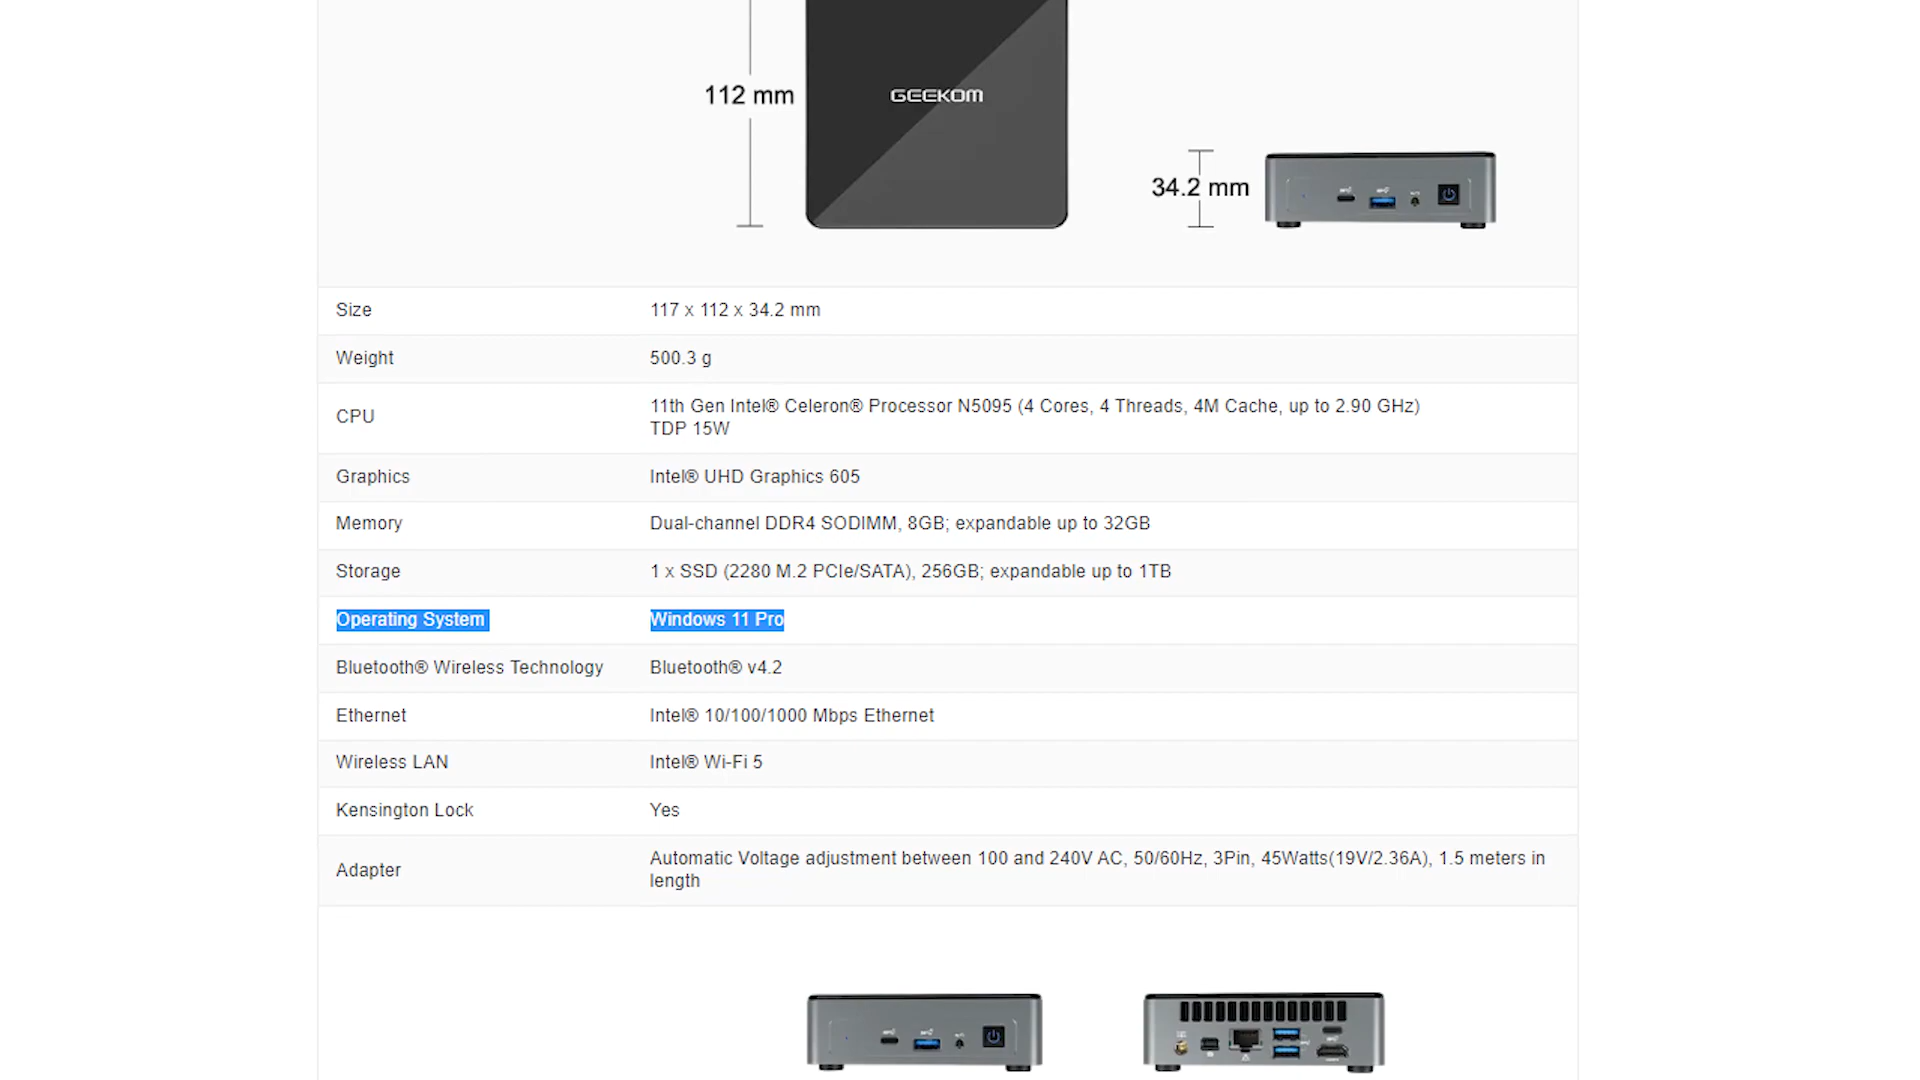 112 mm
GEEKOM
34.2 mm
Size 117 x 112 x 34.2 mm
Weight 500.3 g
CPU 11th Gen Intel® Celeron® Processor N5095 (4 Cores, 4 Threads, 4M Cache, up to 2.90 GHz)
TDP 15W
Graphics Intel® UHD Graphics 605
Memory Dual-channel DDR4 SODIMM, 8GB; expandable up to 32GB
Storage 1 x SSD (2280 M.2 PCIe/SATA), 256GB; expandable up to 1TB
Operating System Windows 11 Pro
Bluetooth® Wireless Technology Bluetooth® v4.2
Ethernet Intel® 10/100/1000 Mbps Ethernet
Wireless LAN Intel® Wi-Fi 5
Kensington Lock Yes
Adapter Automatic Voltage adjustment between 100 and 240V AC, 50/60Hz, 3Pin, 45Watts(19V/2.36A), 1.5 meters in
length